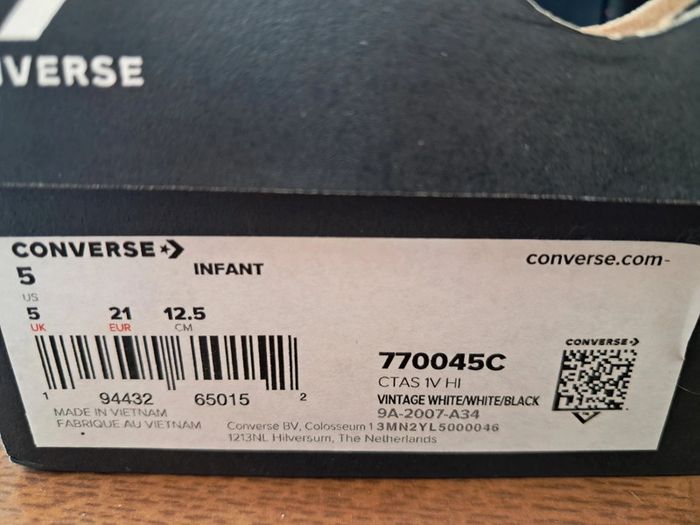 NVERSE
CONVERSE
INFANT
converse.com
5
US
5 21 12.5
UK EUR CM
1 94432 65015 2
MADE IN VIETNAM
FABRIQUE AU VIETNAM
770045C
CTAS 1V HI
VINTAGE WHITE/WHITE/BLACK
9A-2007-A34
Converse BV, Colosseum 1 3MN2YL5000046
1213NL Hilversum, The Netherlands
CONVERSE